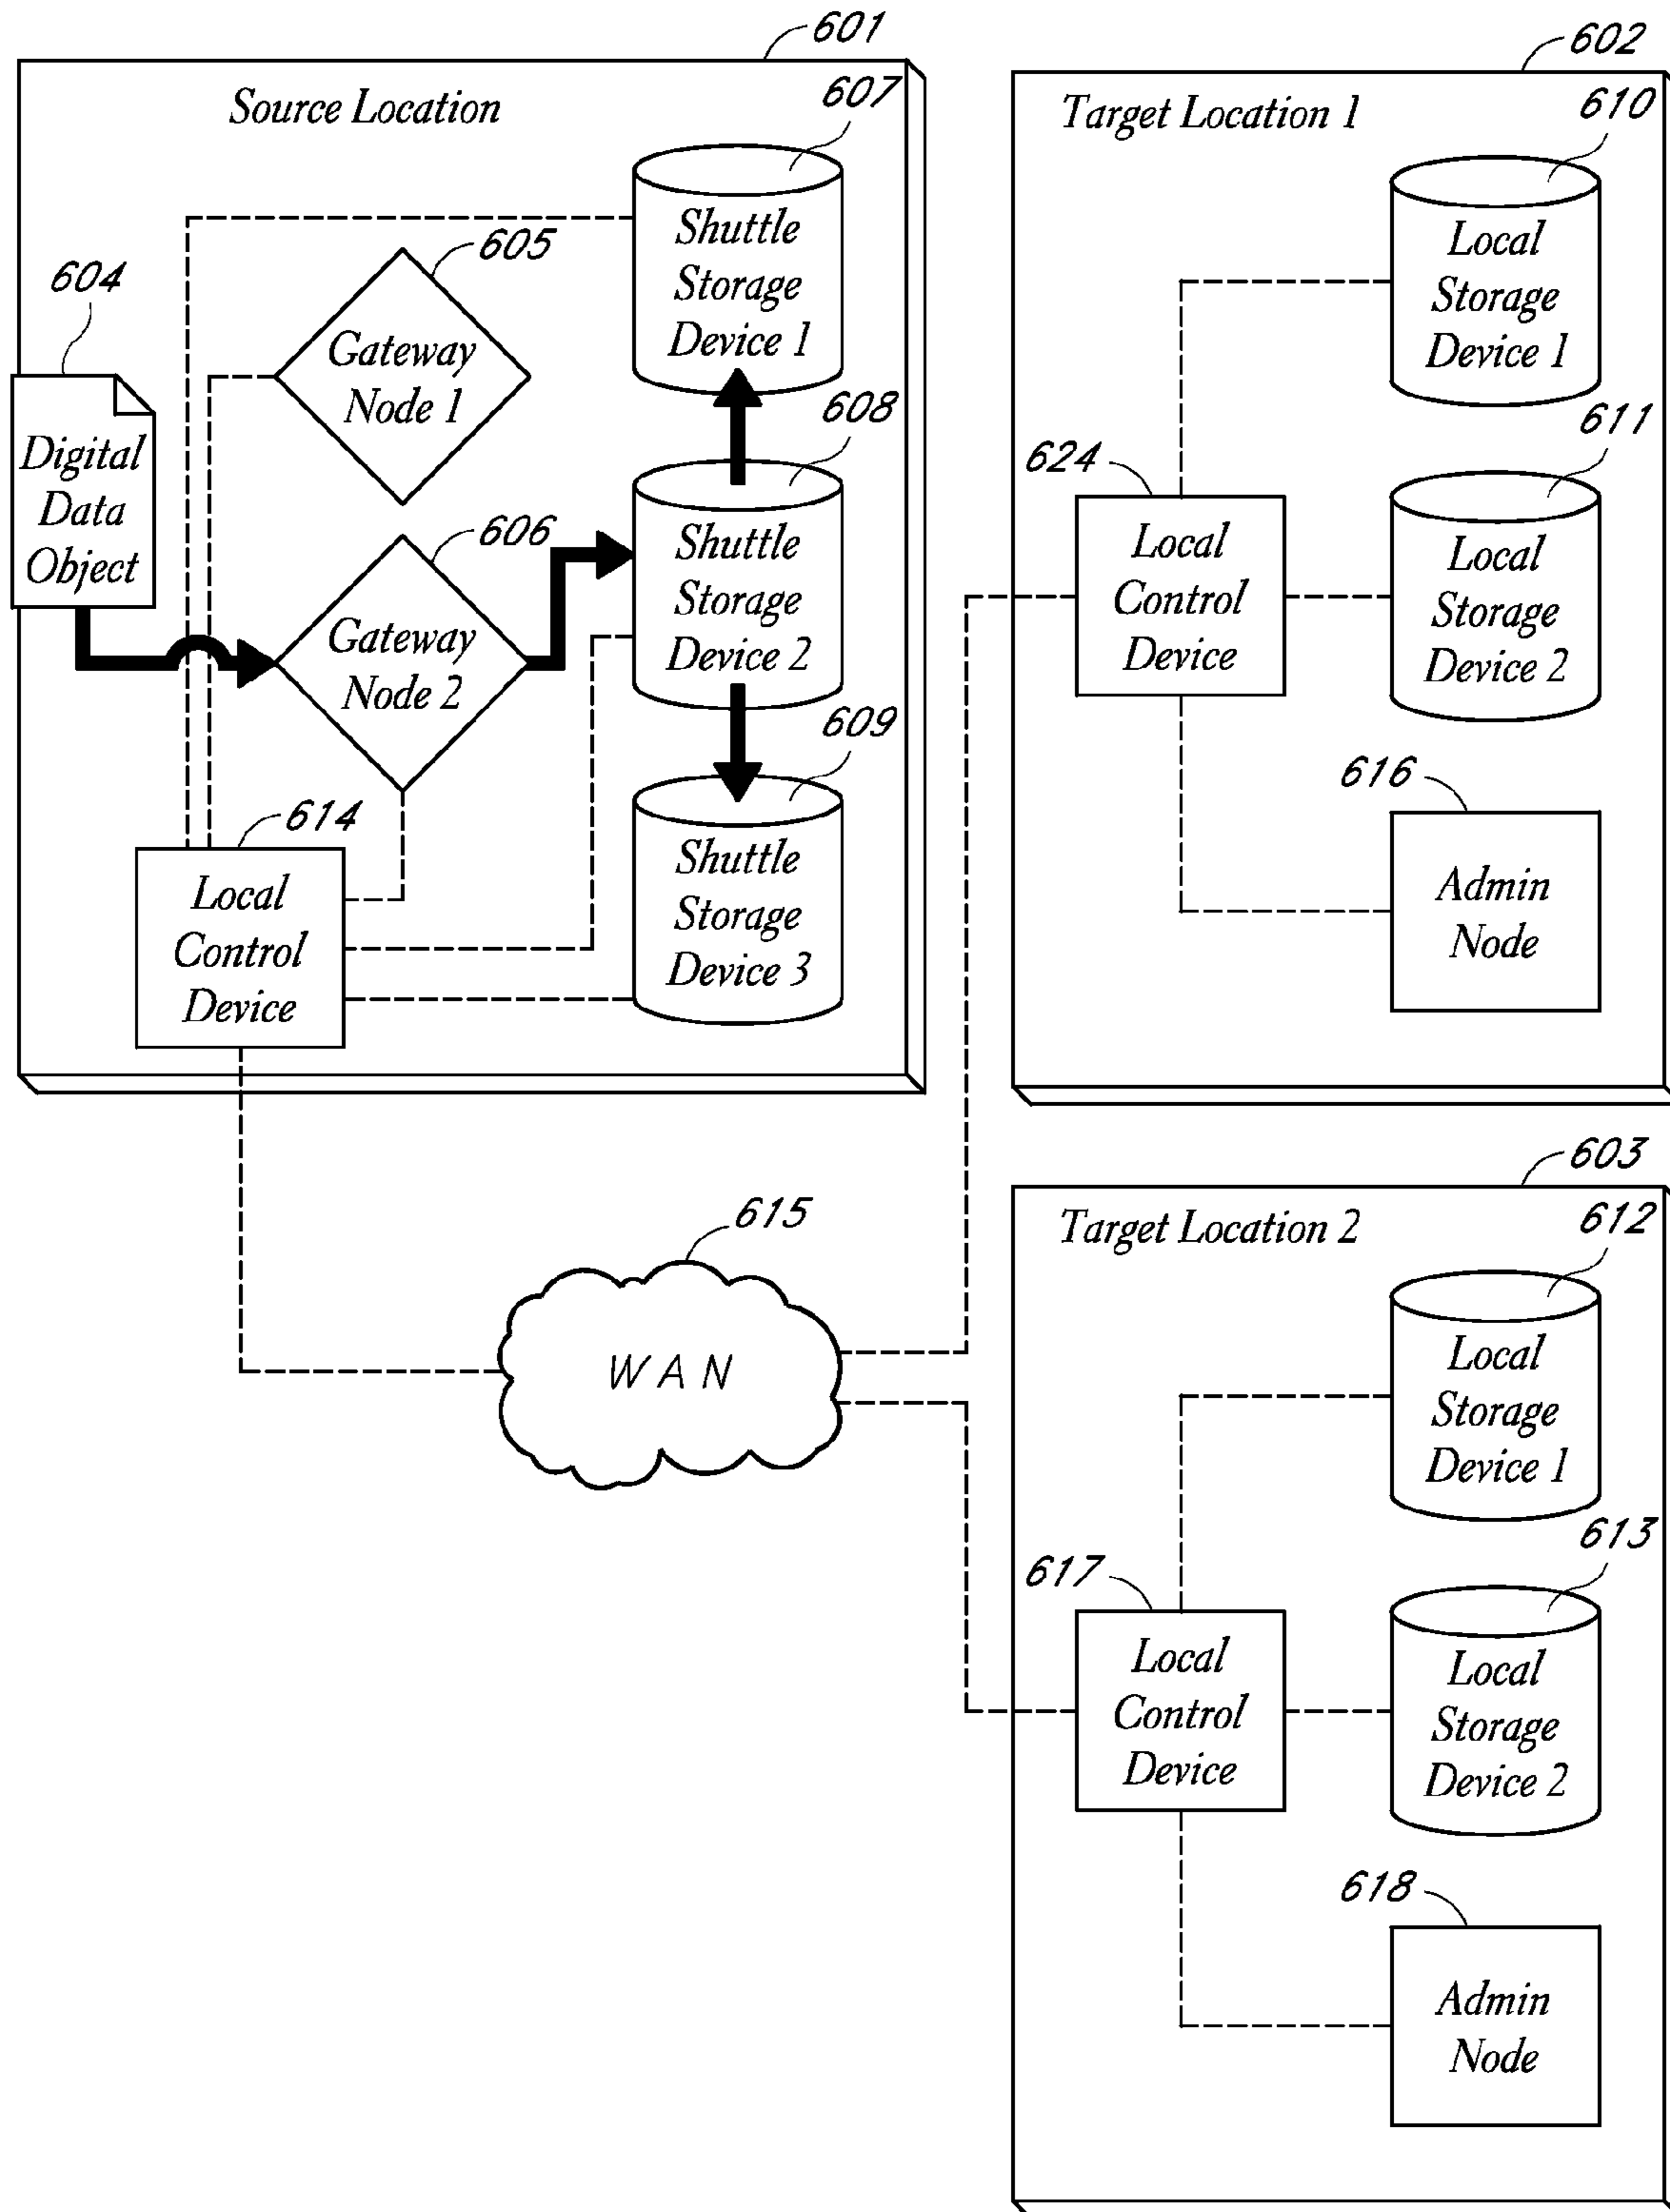 601
Source Location
607
Shuttle
Storage
Device 1
605
Gateway
Node 1
604
Digital
Data
Object
608
Shuttle
Storage
Device 2
606
Gateway
Node 2
609
Shuttle
Storage
Device 3
614
Local
Control
Device
602
Target Location 1
610
Local
Storage
Device 1
611
Local
Storage
Device 2
624
Local
Control
Device
616
Admin
Node
615
WAN
603
Target Location 2
612
Local
Storage
Device 1
613
Local
Storage
Device 2
617
Local
Control
Device
618
Admin
Node